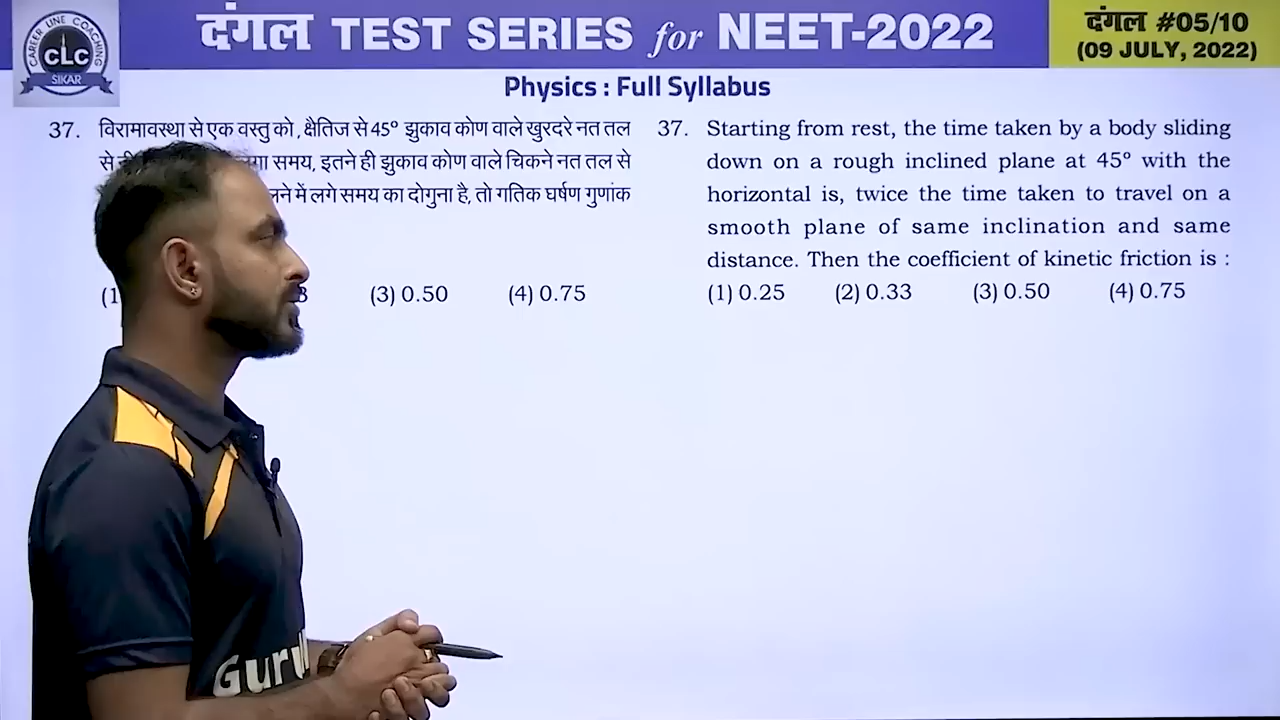 CAREER LINE COACHING
CLC
SIKAR
दंगल TEST SERIES for NEET-2022
दंगल #05/10
(09 JULY, 2022)
Physics : Full Syllabus
37. विरामावस्था से एक वस्तु को, क्षैतिज से 45° झुकाव कोण वाले खुरदरे नत तल
से समय, इतने ही झुकाव कोण वाले चिकने नत तल से
में लगे समय का दोगुना है, तो गतिक घर्षण गुणांक
(1 3 (3) 0.50 (4) 0.75
37. Starting from rest, the time taken by a body sliding
down on a rough inclined plane at 45° with the
horizontal is, twice the time taken to travel on a
smooth plane of same inclination and same
distance. Then the coefficient of kinetic friction is :
(1) 0.25 (2) 0.33 (3) 0.50 (4) 0.75